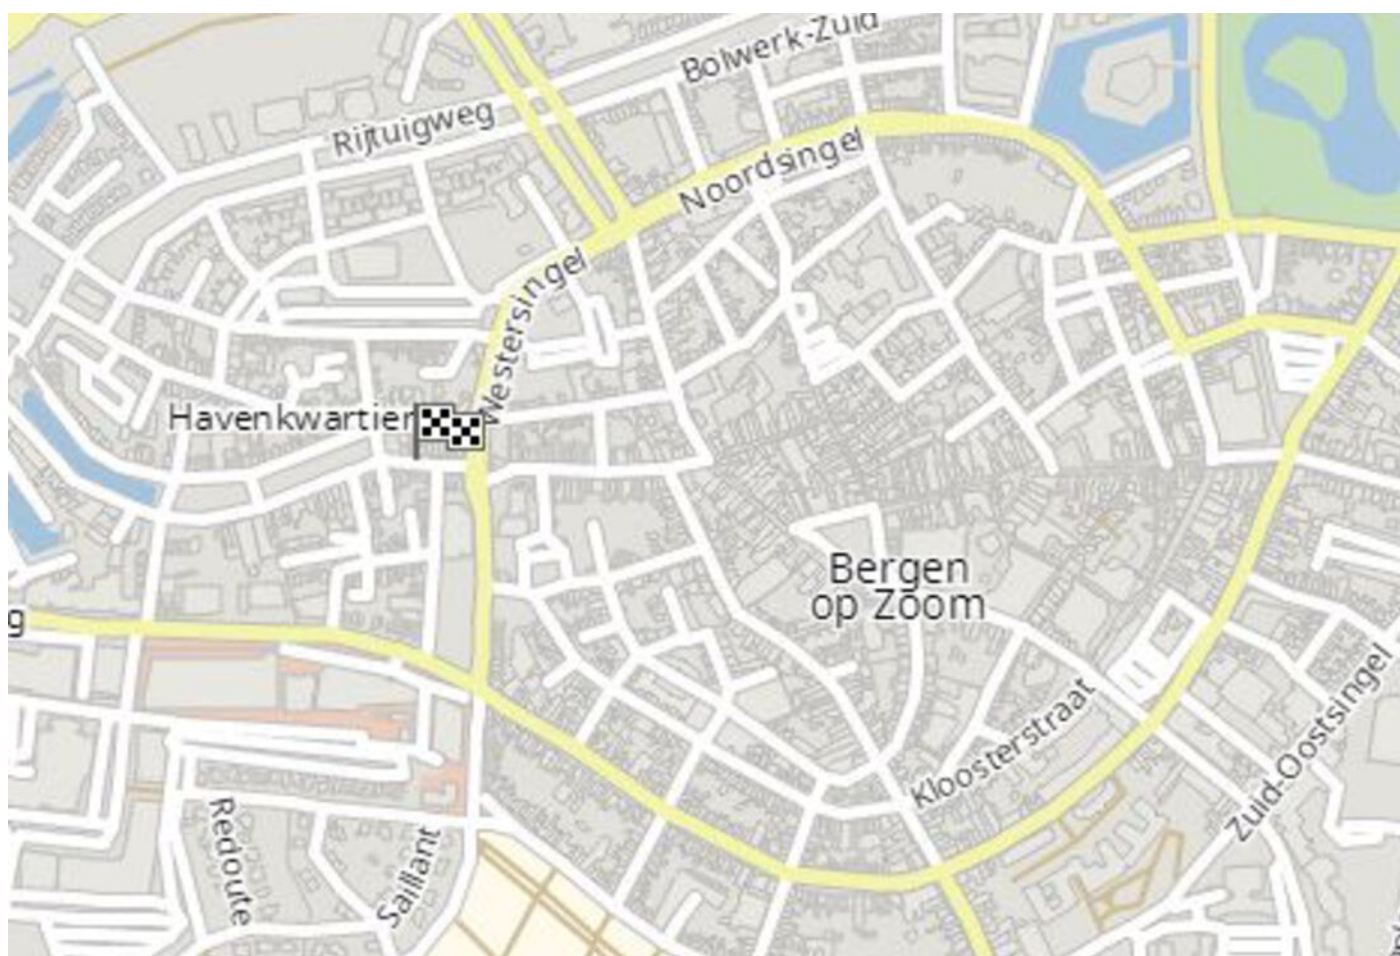 Bolwerk-Zuid
Rijtuigweg
Noordsingel
Westersingel
Havenkwartier
Bergen
op Zoom
g
Kloosterstraat
Zuid-Oostsingel
Redoute
Saillant